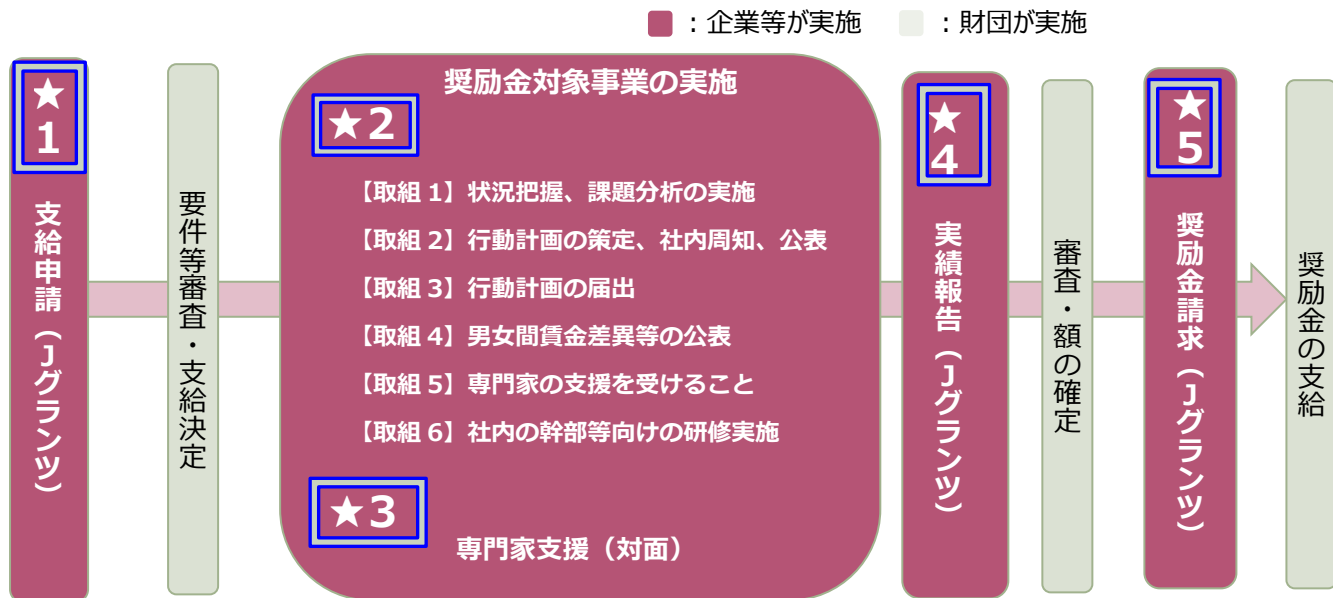 ：企業等が実施
：財団が実施
★1
支給申請（Jグランツ）
要件等審査・支給決定
奨励金対象事業の実施
★2
【取組１】状況把握、課題分析の実施
【取組２】行動計画の策定、社内周知、公表
【取組３】行動計画の届出
【取組４】男女間賃金差異等の公表
【取組５】専門家の支援を受けること
【取組６】社内の幹部等向けの研修実施
★3
専門家支援（対面）
★4
実績報告（Jグランツ）
審査・額の確定
★5
奨励金請求（Jグランツ）
奨励金の支給